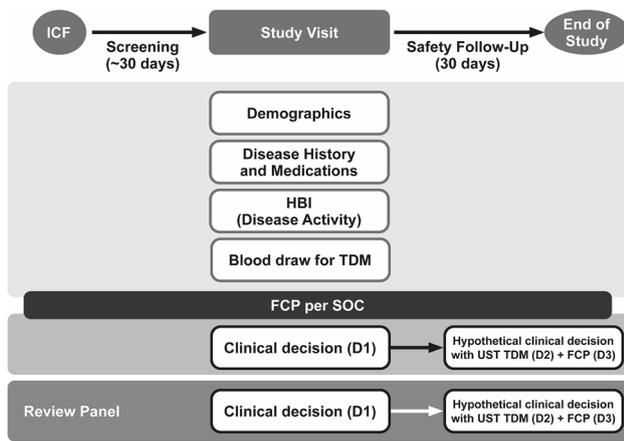 ICF
Screening
(~30 days)
Study Visit
Safety Follow-Up
(30 days)
End of
Study
Demographics
Disease History
and Medications
HBI
(Disease Activity)
Blood draw for TDM
FCP per SOC
Clinical decision (D1)
Hypothetical clinical decision
with UST TDM (D2) + FCP (D3)
Review Panel
Clinical decision (D1)
Hypothetical clinical decision
with UST TDM (D2) + FCP (D3)